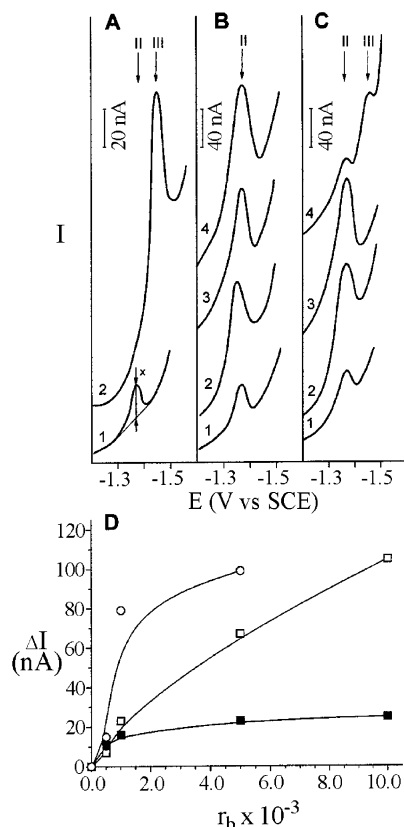 A B C
II III II II III
20 nA 40 nA 40 nA
I
x
2 1
4 3 2 1
4 3 2 1
-1.3 -1.5 -1.3 -1.5 -1.3 -1.5
E (V vs SCE)
D
120
100
80
60
40
20
0
ΔI
(nA)
0.0 2.0 4.0 6.0 8.0 10.0
rb x 10-3